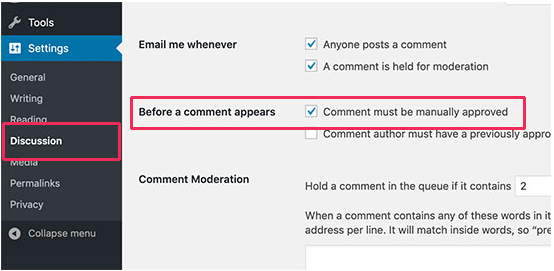 Tools
Settings
General
Writing
Reading
Discussion
Media
Permalinks
Privacy
Collapse menu
Email me whenever
Anyone posts a comment
A comment is held for moderation
Before a comment appears
Comment must be manually approved
Comment author must have a previously appro
Comment Moderation
Hold a comment in the queue if it contains 2
When a comment contains any of these words in it
address per line. It will match inside words, so “pre